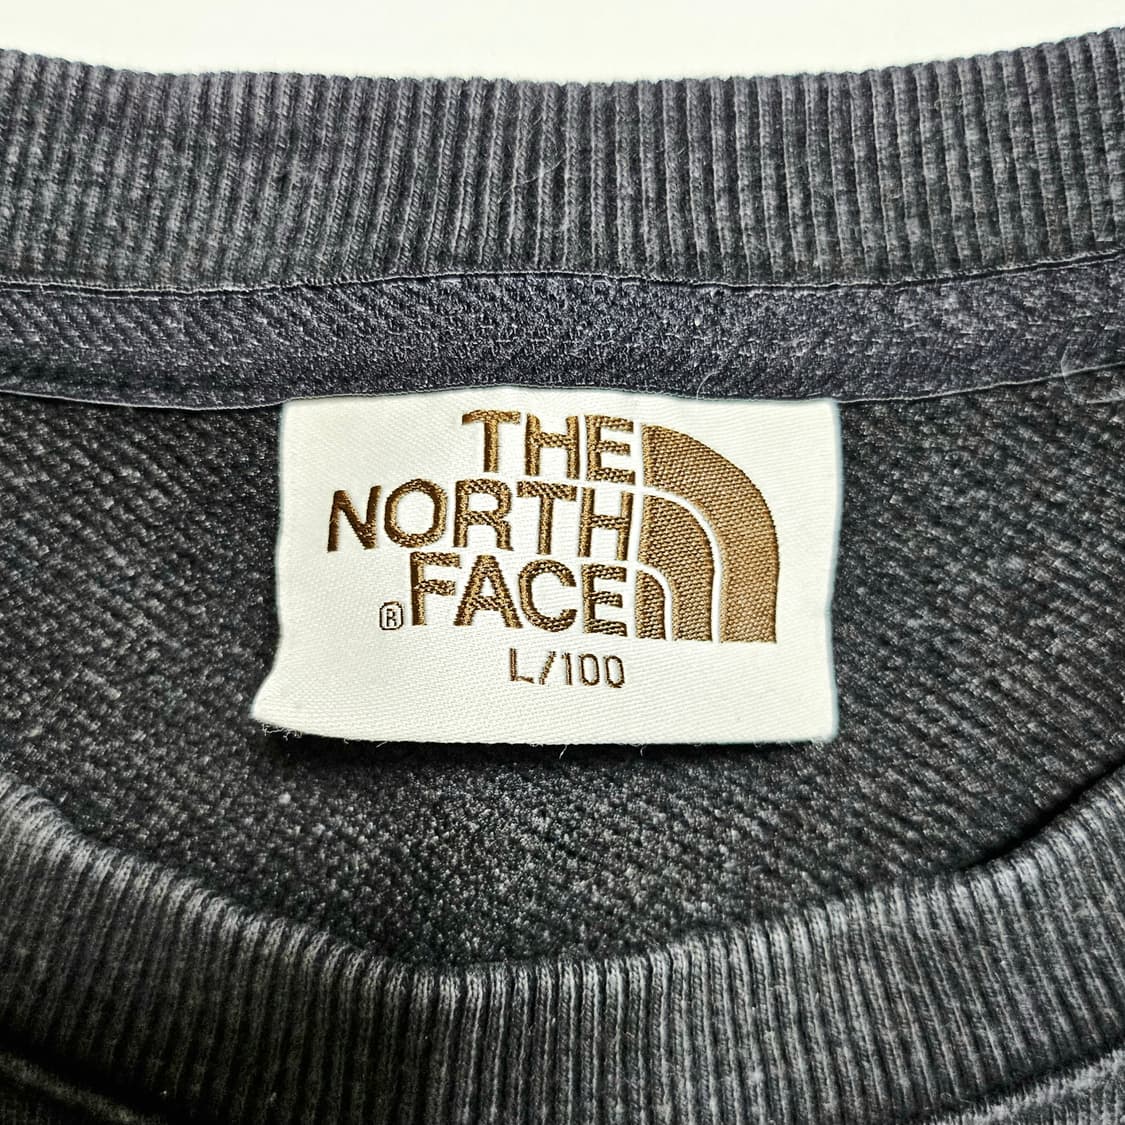 THE
NORTH
® FACE
L/100